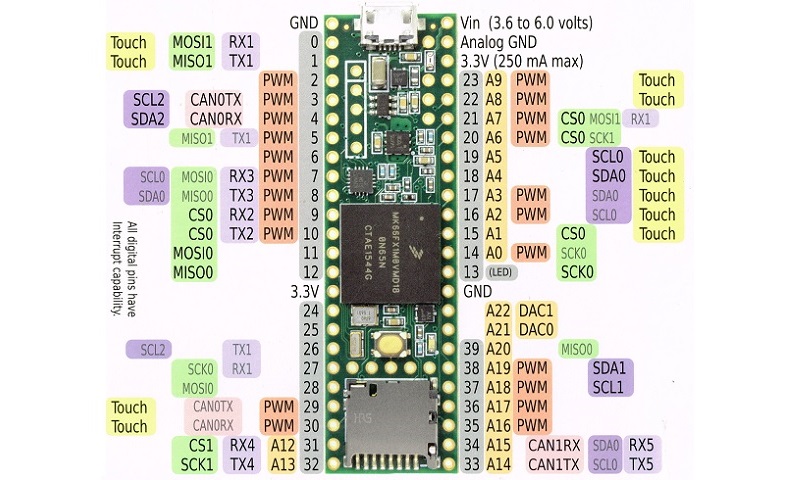 GND Vin (3.6 to 6.0 volts)
Touch MOSI1 RX1 0 Analog GND
Touch MISO1 TX1 1 3.3V (250 mA max)
PWM 2 23 A9 PWM Touch
SCL2 CAN0TX PWM 3 22 A8 PWM Touch
SDA2 CAN0RX PWM 4 21 A7 PWM CS0 MOSI1 RX1
MISO1 TX1 PWM 5 20 A6 PWM CS0 SCK1
PWM 6 19 A5 SCL0 Touch
SCL0 MOSI0 RX3 PWM 7 18 A4 SDA0 Touch
SDA0 MISO0 TX3 PWM 8 17 A3 PWM SDA0 Touch
CS0 RX2 PWM 9 16 A2 PWM SCL0 Touch
CS0 TX2 PWM 10 15 A1 CS0 Touch
MOSI0 11 14 A0 PWM SCK0
MISO0 12 13 (LED) SCK0
3.3V GND
24 A22 DAC1
25 A21 DAC0
SCL2 TX1 26 39 A20 MISO0
SCK0 RX1 27 38 A19 PWM SDA1
MOSI0 28 37 A18 PWM SCL1
Touch CAN0TX PWM 29 36 A17 PWM
Touch CAN0RX PWM 30 35 A16 PWM
CS1 RX4 A12 31 34 A15 CAN1RX SDA0 RX5
SCK1 TX4 A13 32 33 A14 CAN1TX SCL0 TX5
All digital pins have
Interrupt capability.
MK66FX1M0VMD18
0N65N
CTAE1544G